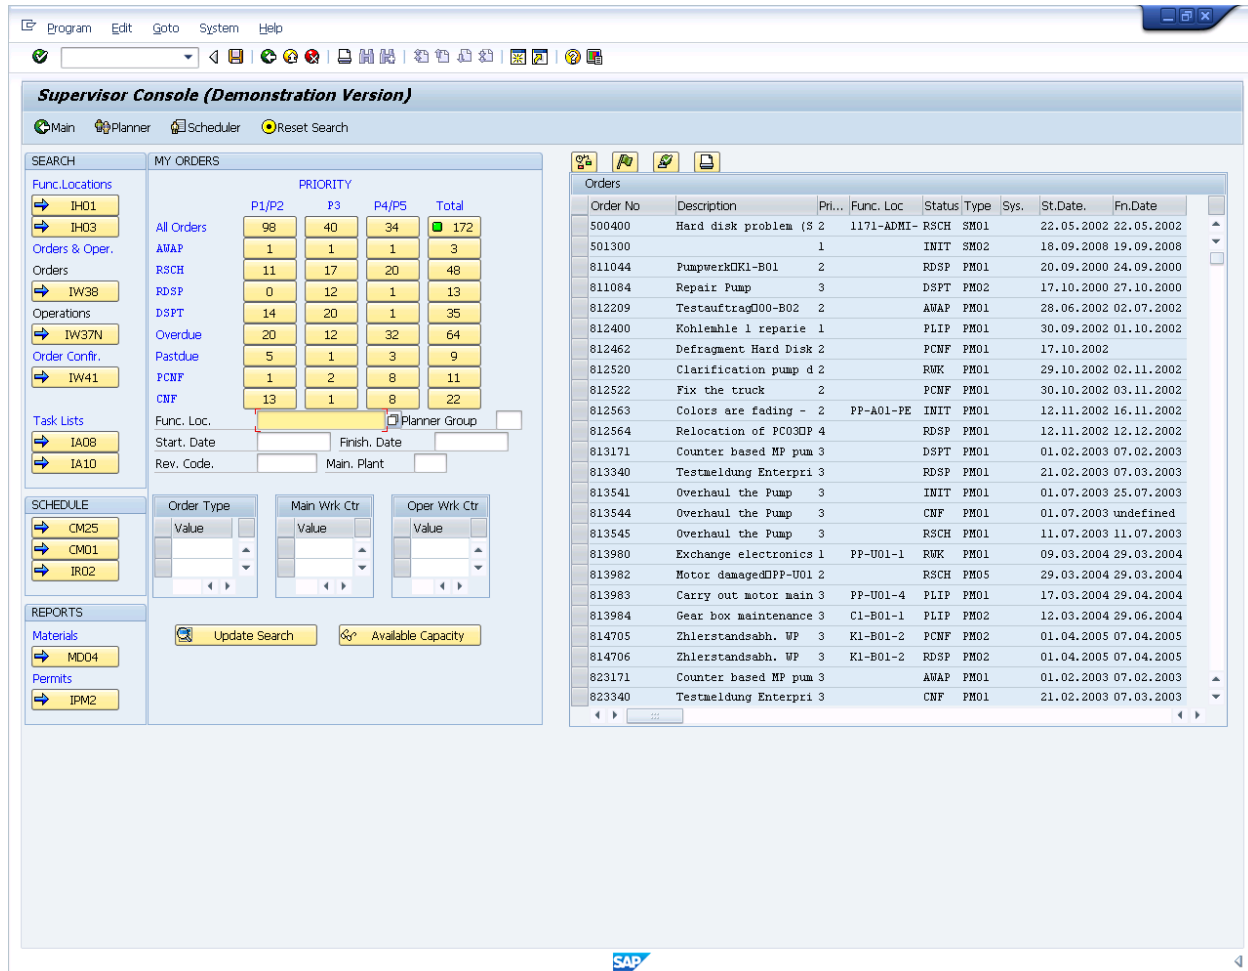 Program Edit Goto System Help
Supervisor Console (Demonstration Version)
Main Planner Scheduler Reset Search
SEARCH
Func.Locations
IH01
IH03
Orders & Oper.
Orders
IW38
Operations
IW37N
Order Confir.
IW41
Task Lists
IA08
IA10
SCHEDULE
CM25
CM01
IR02
REPORTS
Materials
MD04
Permits
IPM2
MY ORDERS
PRIORITY
P1/P2 P3 P4/P5 Total
All Orders 98 40 34 172
AWAP 1 1 1 3
RSCH 11 17 20 48
RDSP 0 12 1 13
DSPT 14 20 1 35
Overdue 20 12 32 64
Pastdue 5 1 3 9
PCNF 1 2 8 11
CNF 13 1 8 22
Func. Loc. Planner Group
Start. Date Finish. Date
Rev. Code. Main. Plant
Order Type Main Wrk Ctr Oper Wrk Ctr
Value Value Value
Update Search Available Capacity
Orders
Order No Description Pri... Func. Loc Status Type Sys. St.Date. Fn.Date
500400 Hard disk problem (S 2 1171-ADMI- RSCH SM01 22.05.2002 22.05.2002
501300 1 INIT SM02 18.09.2008 19.09.2008
811044 Pumpwerk□K1-B01 2 RDSP PM01 20.09.2000 24.09.2000
811084 Repair Pump 3 DSPT PM02 17.10.2000 27.10.2000
812209 Testauftrag□00-B02 2 AWAP PM01 28.06.2002 02.07.2002
812400 Kohlemhle 1 reparie 1 PLIP PM01 30.09.2002 01.10.2002
812462 Defragment Hard Disk 2 PCNF PM01 17.10.2002
812520 Clarification pump d 2 RWK PM01 29.10.2002 02.11.2002
812522 Fix the truck 2 PCNF PM01 30.10.2002 03.11.2002
812563 Colors are fading - 2 PP-A01-PE INIT PM01 12.11.2002 16.11.2002
812564 Relocation of PC03□P 4 RDSP PM01 12.11.2002 12.12.2002
813171 Counter based MP pum 3 DSPT PM01 01.02.2003 07.02.2003
813340 Testmeldung Enterpri 3 RDSP PM01 21.02.2003 07.03.2003
813541 Overhaul the Pump 3 INIT PM01 01.07.2003 25.07.2003
813544 Overhaul the Pump 3 CNF PM01 01.07.2003 undefined
813545 Overhaul the Pump 3 RSCH PM01 11.07.2003 11.07.2003
813980 Exchange electronics 1 PP-U01-1 RWK PM01 09.03.2004 29.03.2004
813982 Motor damaged□PP-U01 2 RSCH PM05 29.03.2004 29.03.2004
813983 Carry out motor main 3 PP-U01-4 PLIP PM01 17.03.2004 29.04.2004
813984 Gear box maintenance 3 C1-B01-1 PLIP PM02 12.03.2004 29.06.2004
814705 Zhlerstandsabh. WP 3 K1-B01-2 PCNF PM02 01.04.2005 07.04.2005
814706 Zhlerstandsabh. WP 3 K1-B01-2 RDSP PM02 01.04.2005 07.04.2005
823171 Counter based MP pum 3 AWAP PM01 01.02.2003 07.02.2003
823340 Testmeldung Enterpri 3 CNF PM01 21.02.2003 07.03.2003
SAP